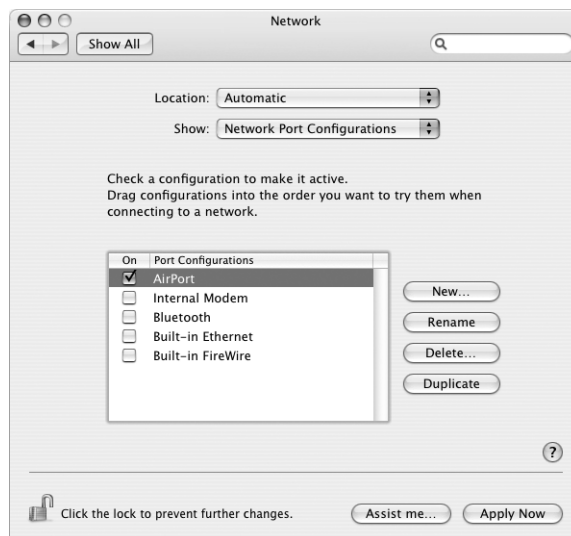 Network
Show All
Location: Automatic
Show: Network Port Configurations
Check a configuration to make it active.
Drag configurations into the order you want to try them when
connecting to a network.
On Port Configurations
AirPort
Internal Modem
Bluetooth
Built-in Ethernet
Built-in FireWire
New...
Rename
Delete...
Duplicate
?
Click the lock to prevent further changes.
Assist me...
Apply Now